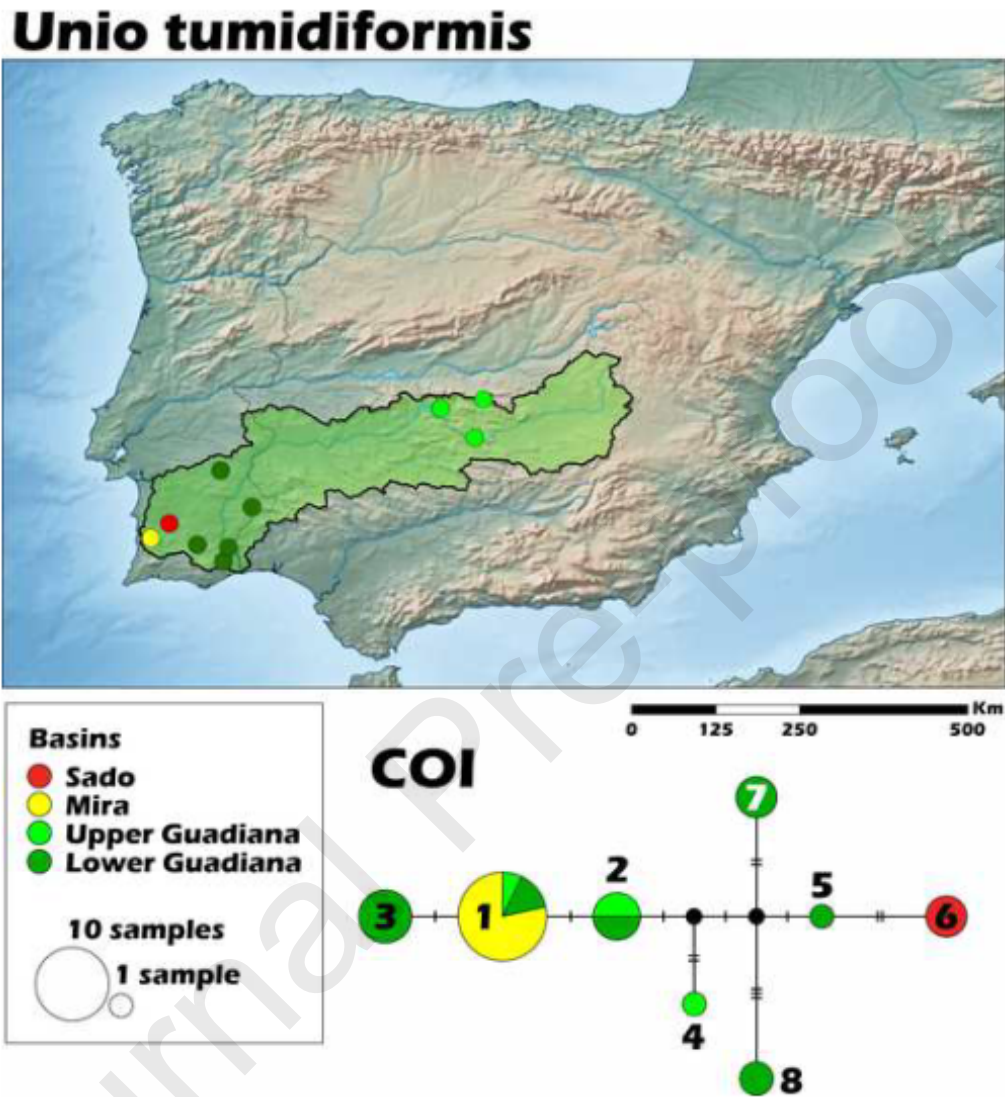 Unio tumidiformis
Km
0 125 250 500
Basins
Sado
Mira
Upper Guadiana
Lower Guadiana
10 samples
1 sample
COI
7
2
5
3
1
6
4
8
urnal Pre-proof